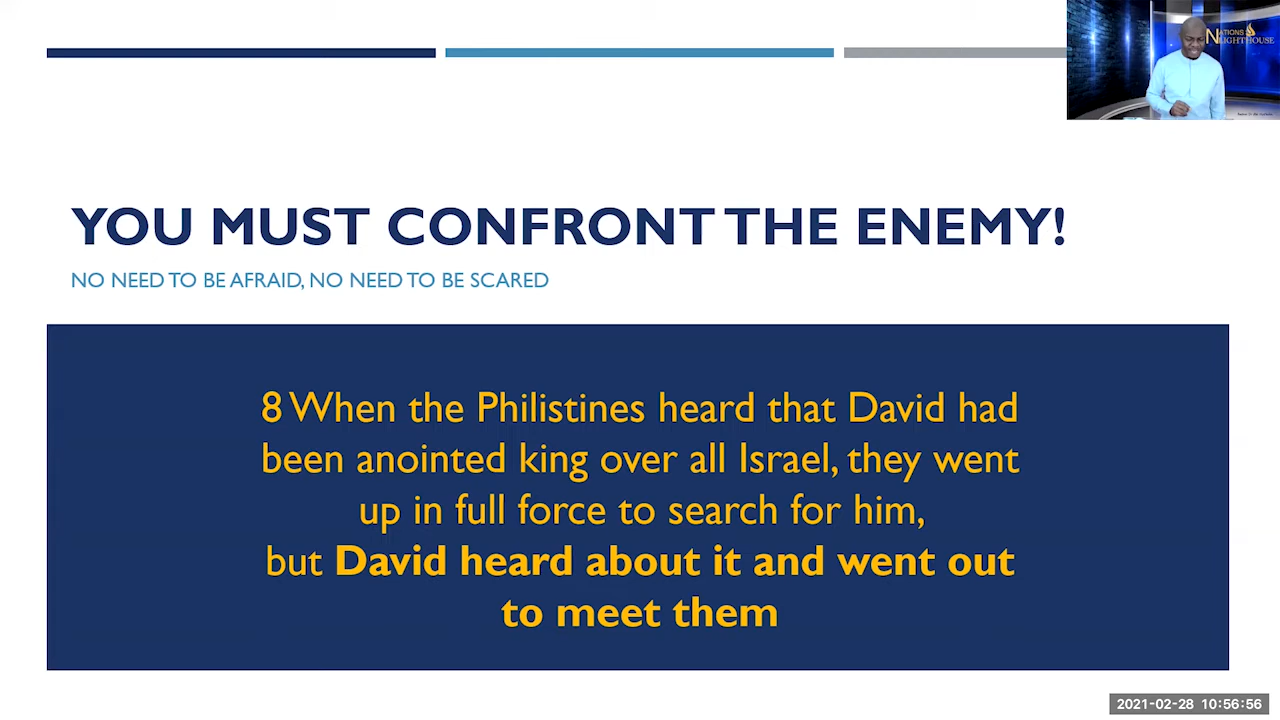 NATIONS
LIGHTHOUSE
YOU MUST CONFRONT THE ENEMY!
NO NEED TO BE AFRAID, NO NEED TO BE SCARED
8 When the Philistines heard that David had
been anointed king over all Israel, they went
up in full force to search for him,
but David heard about it and went out
to meet them
2021-02-28 10:56:56